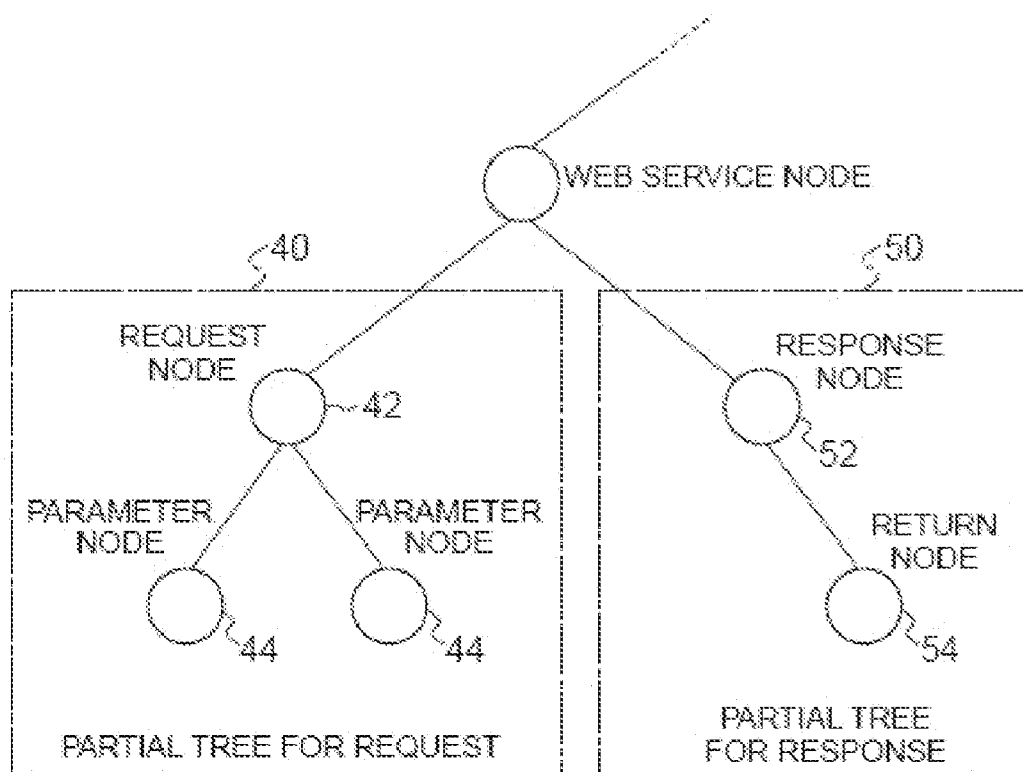 WEB SERVICE NODE
40
50
REQUEST
NODE
42
RESPONSE
NODE
52
PARAMETER
NODE
PARAMETER
NODE
RETURN
NODE
44
44
54
PARTIAL TREE FOR REQUEST
PARTIAL TREE
FOR RESPONSE